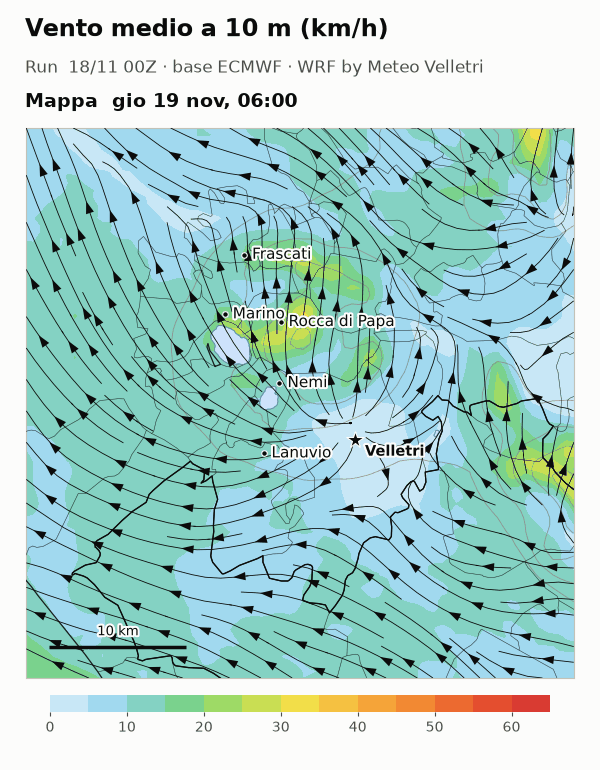 Vento medio a 10 m (km/h)
Run  18/11 00Z · base ECMWF · WRF by Meteo Velletri
Mappa  gio 19 nov, 06:00
Frascati
Marino
Rocca di Papa
Nemi
Velletri
Lanuvio
10 km
0 10 20 30 40 50 60